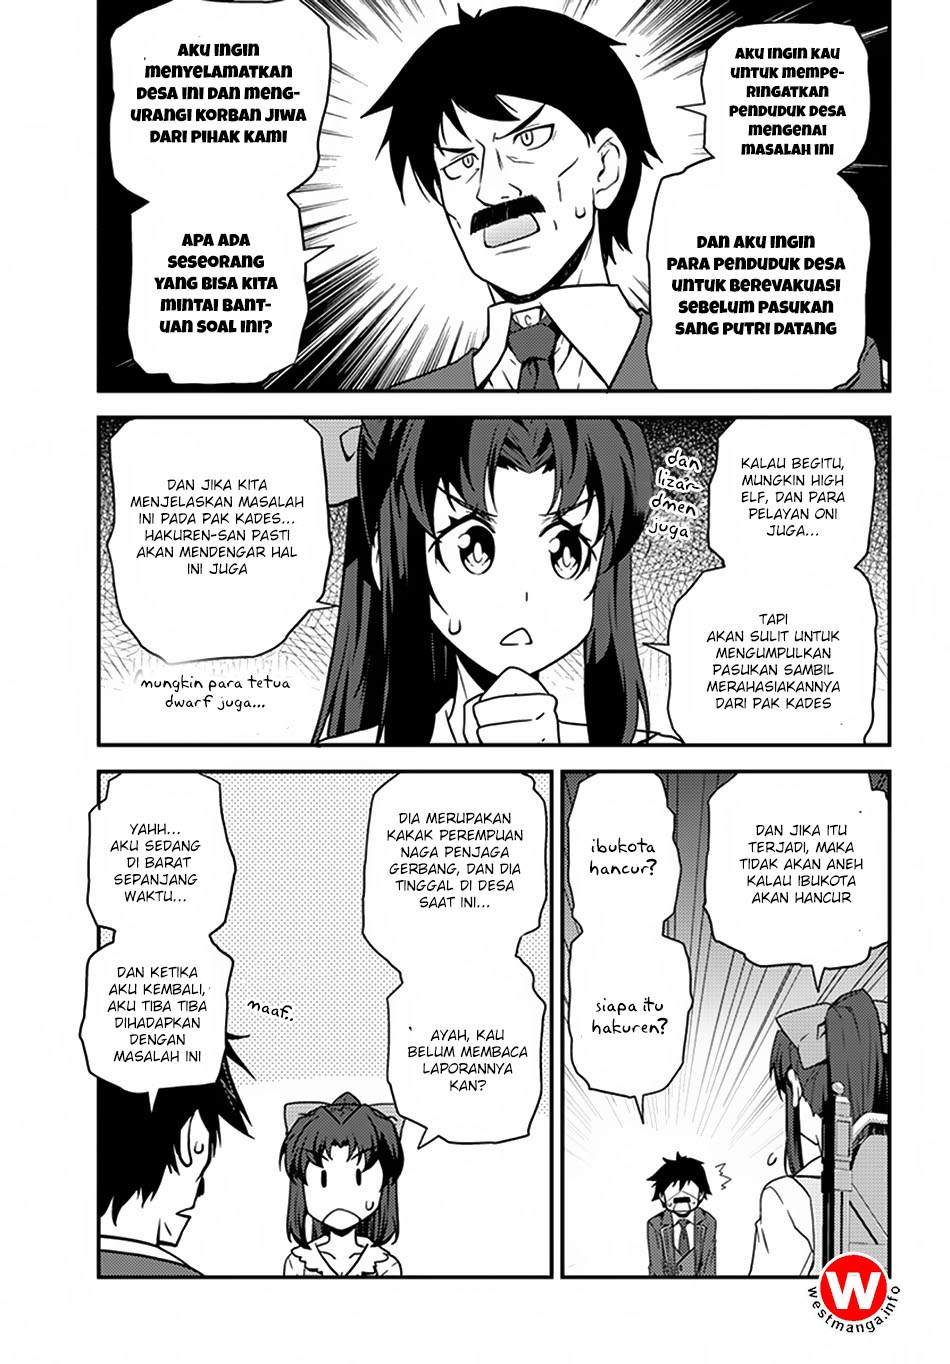 AKU INGIN KAU
UNTUK MEMPE-
RINGATKAN
PENDUDUK DESA
MENGENAI
MASALAH INI
DAN AKU INGIN
PARA PENDUDUK DESA
UNTUK BEREVAKUASI
SEBELUM PASUKAN
SANG PUTRI DATANG
AKU INGIN
MENYELAMATKAN
DESA INI DAN MENG-
URANGI KORBAN JIWA
DARI PIHAK KAMI
APA ADA
SESEORANG
YANG BISA KITA
MINTAI BANT-
UAN SOAL INI?
KALAU BEGITU,
MUNGKIN HIGH
ELF, DAN PARA
PELAYAN ONI
JUGA...
dan
lizar-
dmen
juga
TAPI
AKAN SULIT UNTUK
MENGUMPULKAN
PASUKAN SAMBIL
MERAHASIAKANNYA
DARI PAK KADES
DAN JIKA KITA
MENJELASKAN MASALAH
INI PADA PAK KADES...
HAKUREN-SAN PASTI
AKAN MENDENGAR HAL
INI JUGA
mungkin para tetua
dwarf juga...
DAN JIKA ITU
TERJADI, MAKA
TIDAK AKAN ANEH
KALAU IBUKOTA
AKAN HANCUR
ibukota
hancur?
siapa itu
hakuren?
DIA MERUPAKAN
KAKAK PEREMPUAN
NAGA PENJAGA
GERBANG, DAN DIA
TINGGAL DI DESA
SAAT INI...
AYAH, KAU
BELUM MEMBACA
LAPORANNYA
KAN?
YAHH...
AKU SEDANG
DI BARAT
SEPANJANG
WAKTU...
maaf..
DAN KETIKA
AKU KEMBALI,
AKU TIBA TIBA
DIHADAPKAN
DENGAN
MASALAH INI
W
westmanga.info